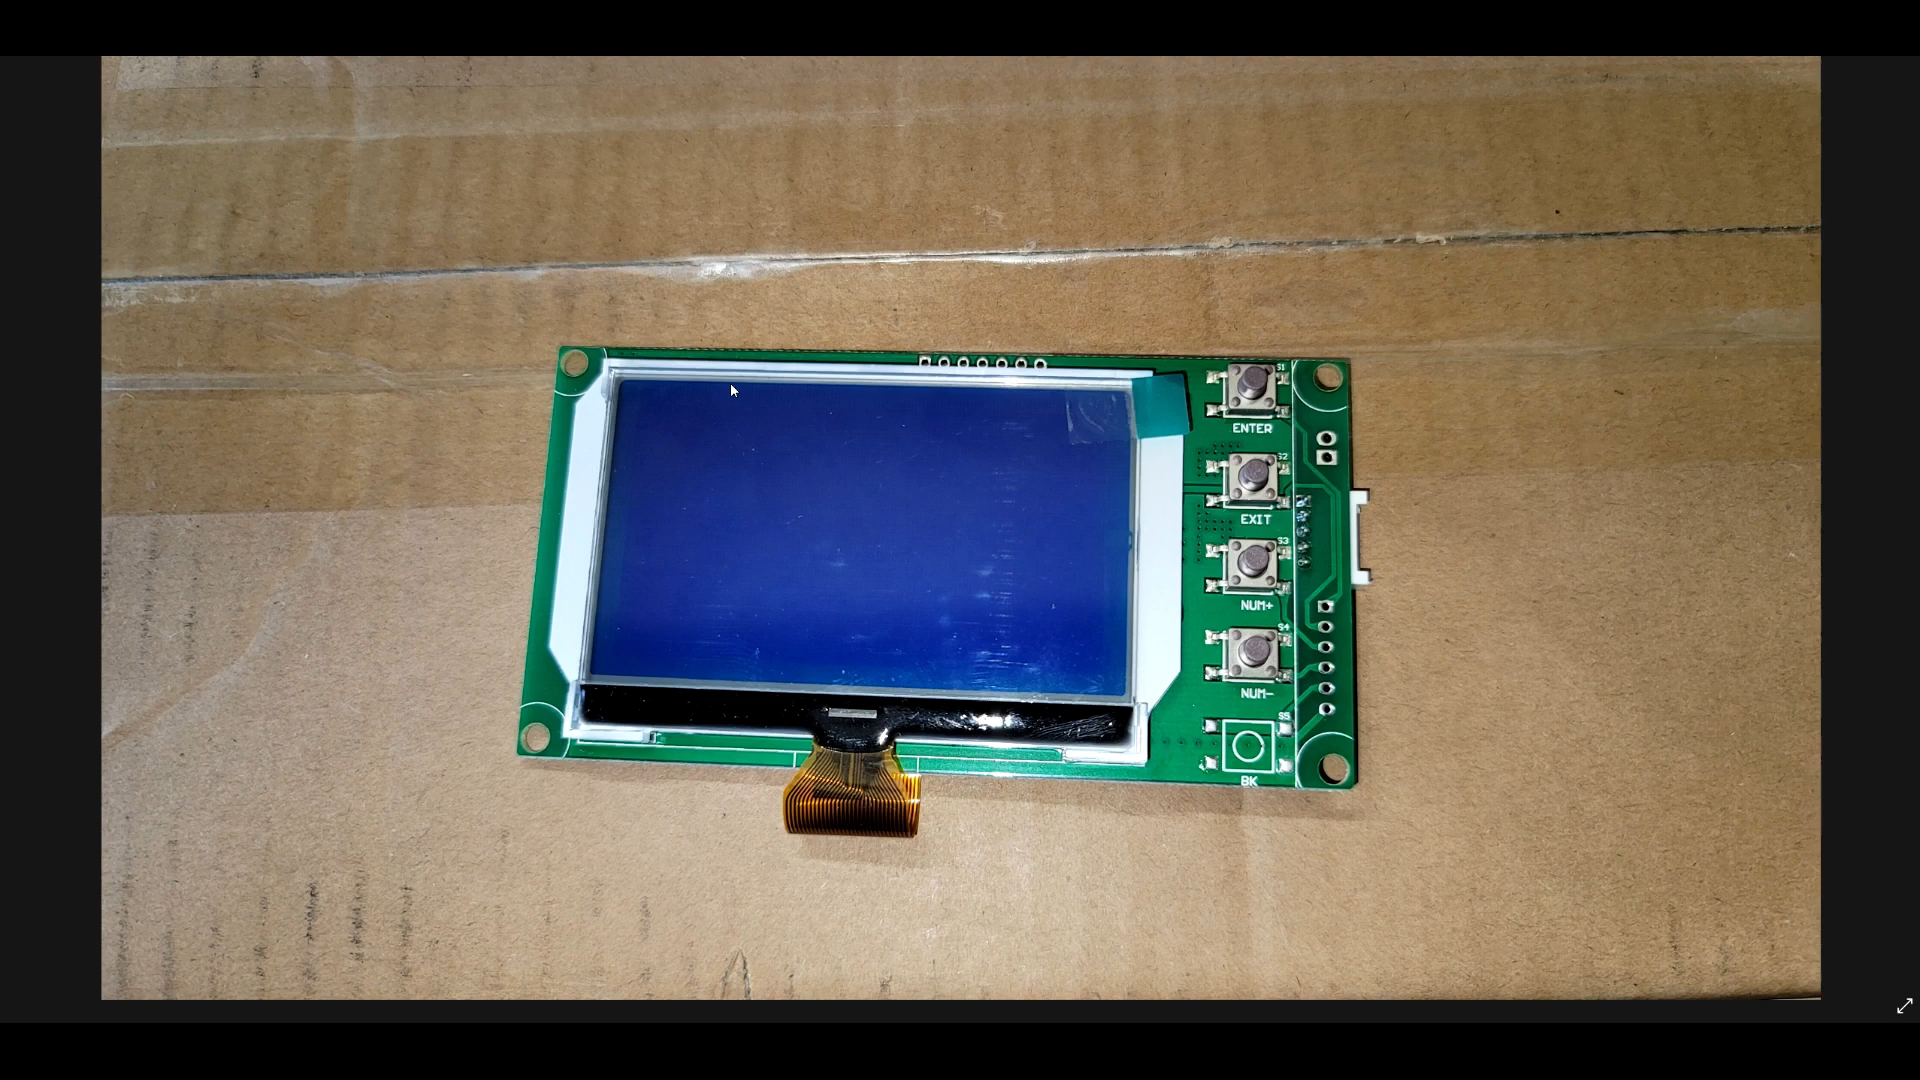 S1
ENTER
S2
EXIT
S3
NUM+
S4
NUM-
S5
BK